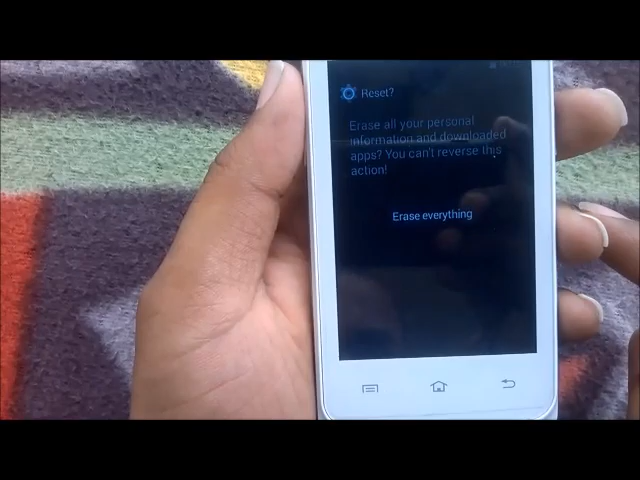 Reset?
Erase all your personal
information and downloaded
apps? You can't reverse this
action!
Erase everything